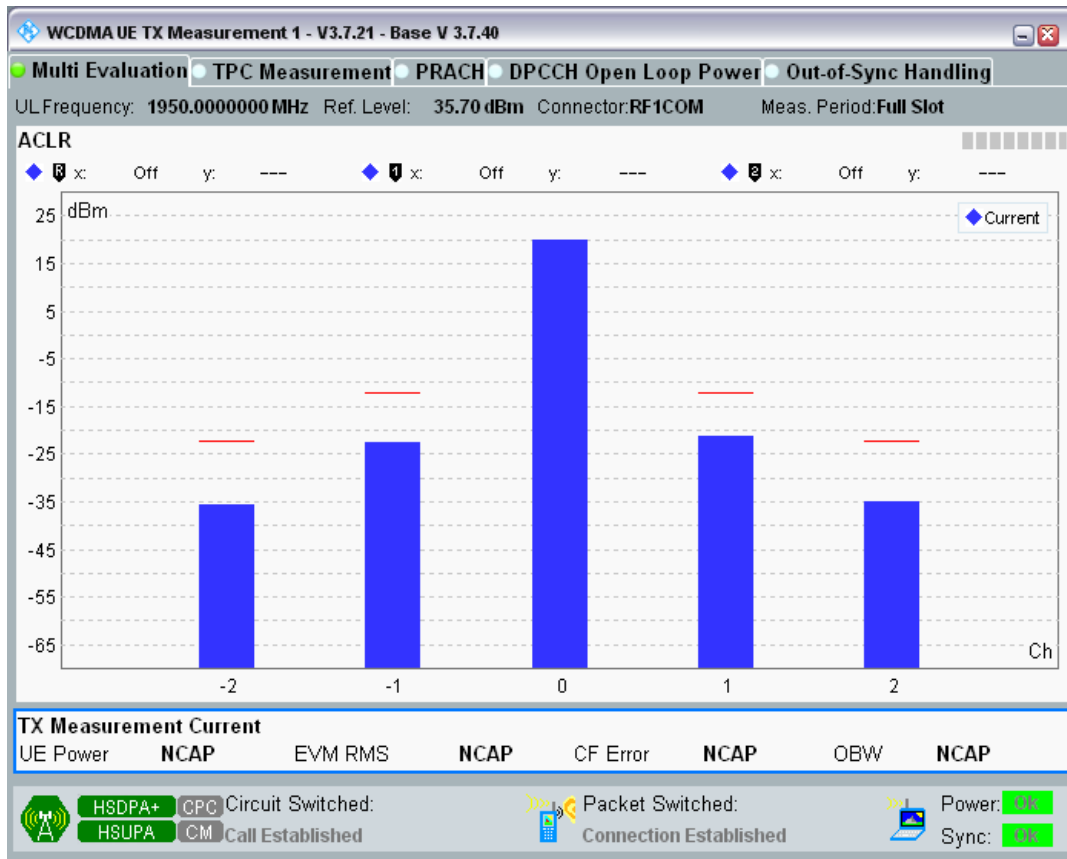 WCDMA UE TX Measurement 1 - V3.7.21 - Base V 3.7.40
Multi Evaluation TPC Measurement PRACH DPCCH Open Loop Power Out-of-Sync Handling
UL Frequency: 1950.0000000 MHz Ref. Level: 35.70 dBm Connector:RF1COM Meas. Period:Full Slot
ACLR
R x: Off y: --- 1 x: Off y: --- 2 x: Off y: ---
dBm
Current
25
15
5
-5
-15
-25
-35
-45
-55
-65
Ch
-2 -1 0 1 2
TX Measurement Current
UE Power NCAP EVM RMS NCAP CF Error NCAP OBW NCAP
HSDPA+ CPC Circuit Switched: Packet Switched: Power: Ok
HSUPA CM Call Established Connection Established Sync: Ok